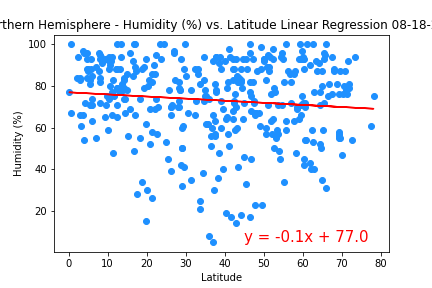 rthern Hemisphere - Humidity (%) vs. Latitude Linear Regression 08-18-
Humidity (%)
100
80
60
40
20
y = -0.1x + 77.0
0 10 20 30 40 50 60 70 80
Latitude